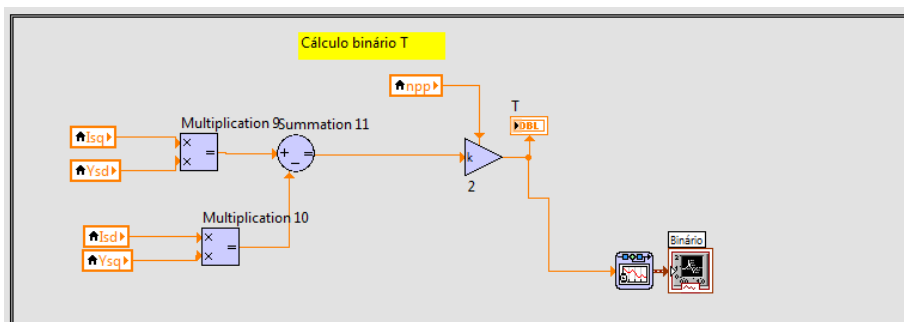 Cálculo binário T
npp
T
DBL
Multiplication 9
Summation 11
Isq
×
×
=
+
−
=
Ysd
k
2
Multiplication 10
Isd
×
×
=
Ysq
Binário